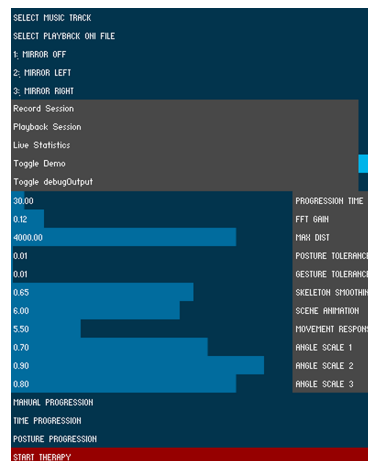 SELECT MUSIC TRACK
SELECT PLAYBACK ONI FILE
1: MIRROR OFF
2: MIRROR LEFT
3: MIRROR RIGHT
Record Session
Playback Session
Live Statistics
Toggle Demo
Toggle debugOutput
30.00 PROGRESSION TIME
0.12 FFT GAIN
4000.00 MAX DIST
0.01 POSTURE TOLERANCE
0.01 GESTURE TOLERANCE
0.65 SKELETON SMOOTHIN
6.00 SCENE ANIMATION
5.50 MOVEMENT RESPON
0.70 ANGLE SCALE 1
0.90 ANGLE SCALE 2
0.80 ANGLE SCALE 3
MANUAL PROGRESSION
TIME PROGRESSION
POSTURE PROGRESSION
START THERAPY